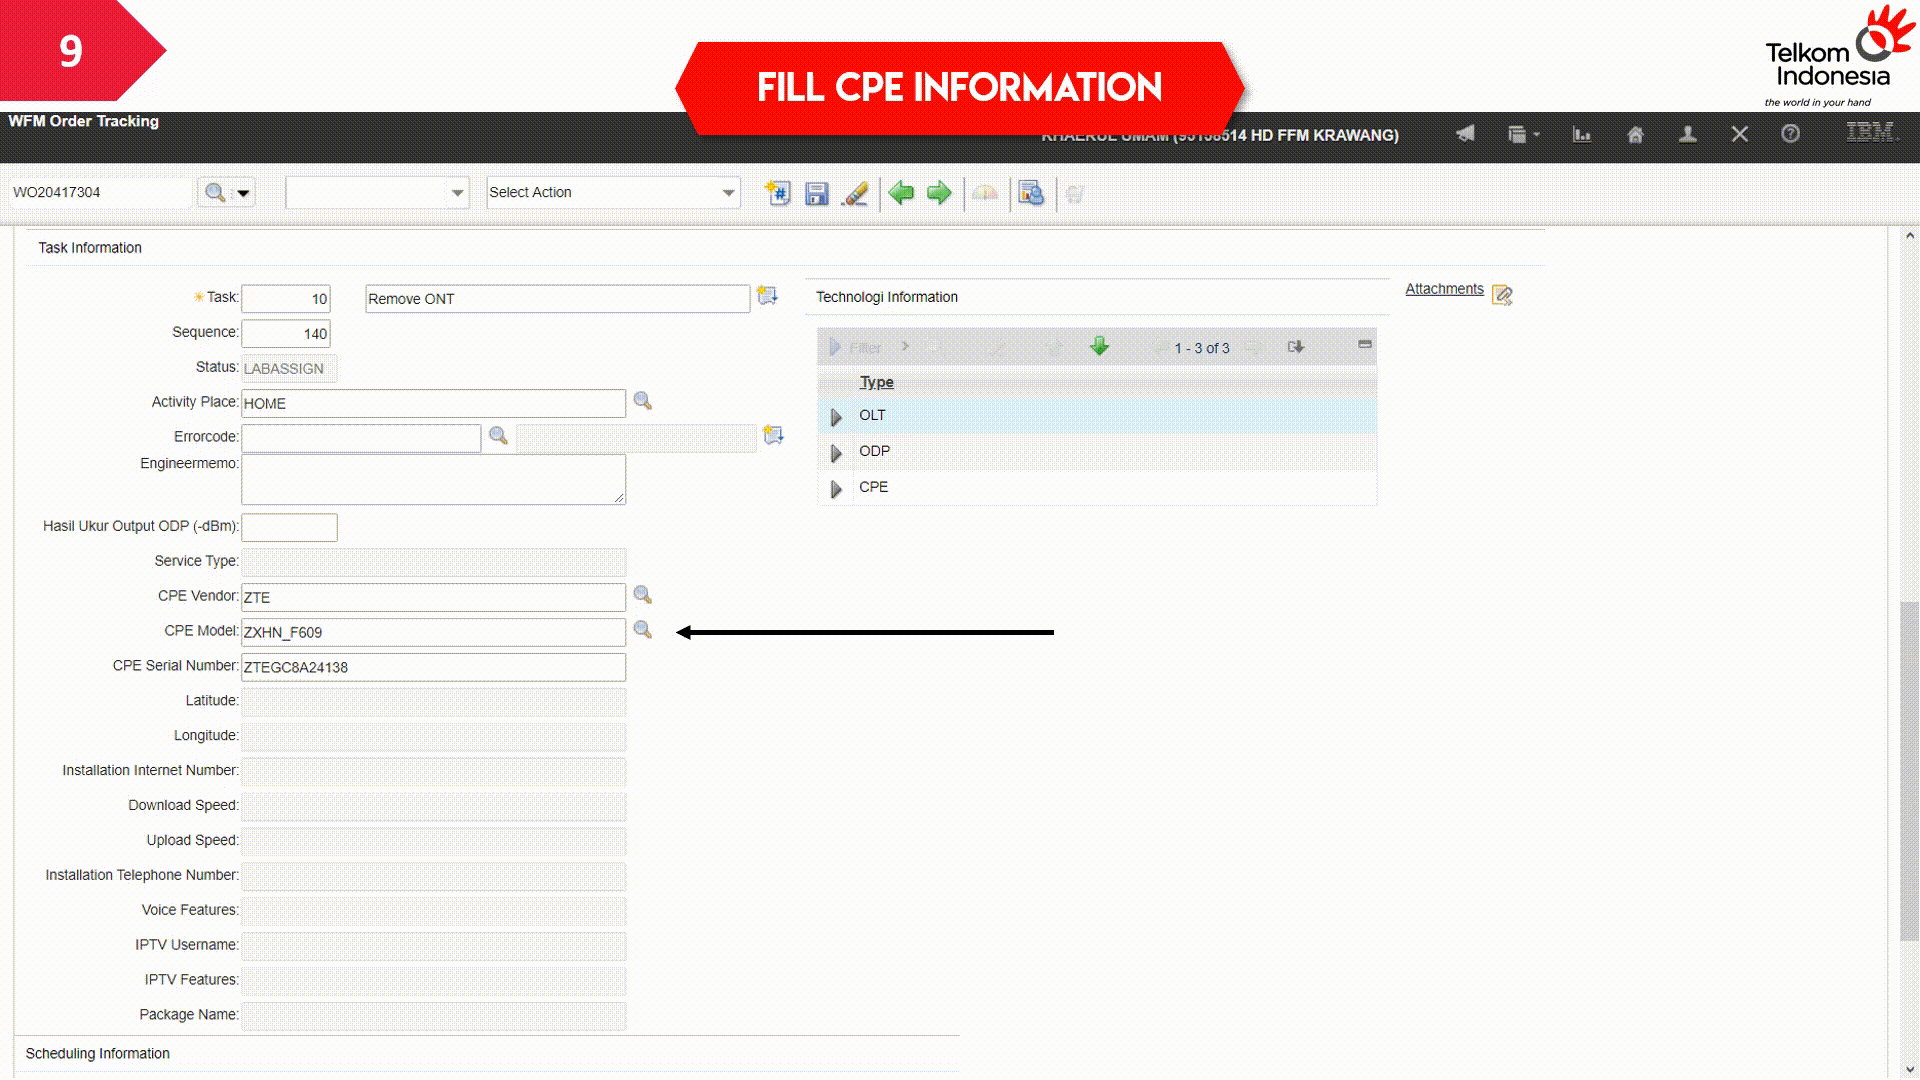 9
FILL CPE INFORMATION
Telkom
Indonesia
the world in your hand
WFM Order Tracking
KHAERUL UMAM (95158514 HD FFM KRAWANG)
IBM
WO20417304
Select Action
Task Information
Task: 10 Remove ONT
Sequence: 140
Status: LABASSIGN
Activity Place: HOME
Errorcode:
Engineermemo:
Hasil Ukur Output ODP (-dBm):
Service Type:
CPE Vendor: ZTE
CPE Model: ZXHN_F609
CPE Serial Number: ZTEGC8A24138
Latitude:
Longitude:
Installation Internet Number:
Download Speed:
Upload Speed:
Installation Telephone Number:
Voice Features:
IPTV Username:
IPTV Features:
Package Name:
Technologi Information
Filter 1 - 3 of 3
Type
OLT
ODP
CPE
Attachments
Scheduling Information